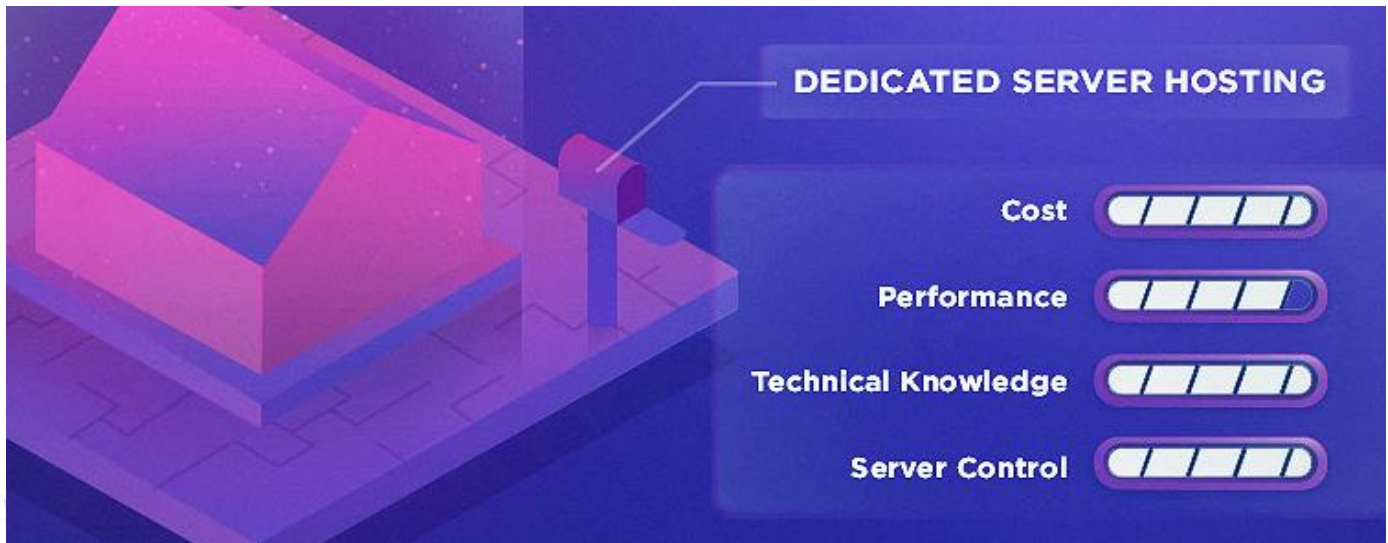 DEDICATED SERVER HOSTING
Cost
Performance
Technical Knowledge
Server Control